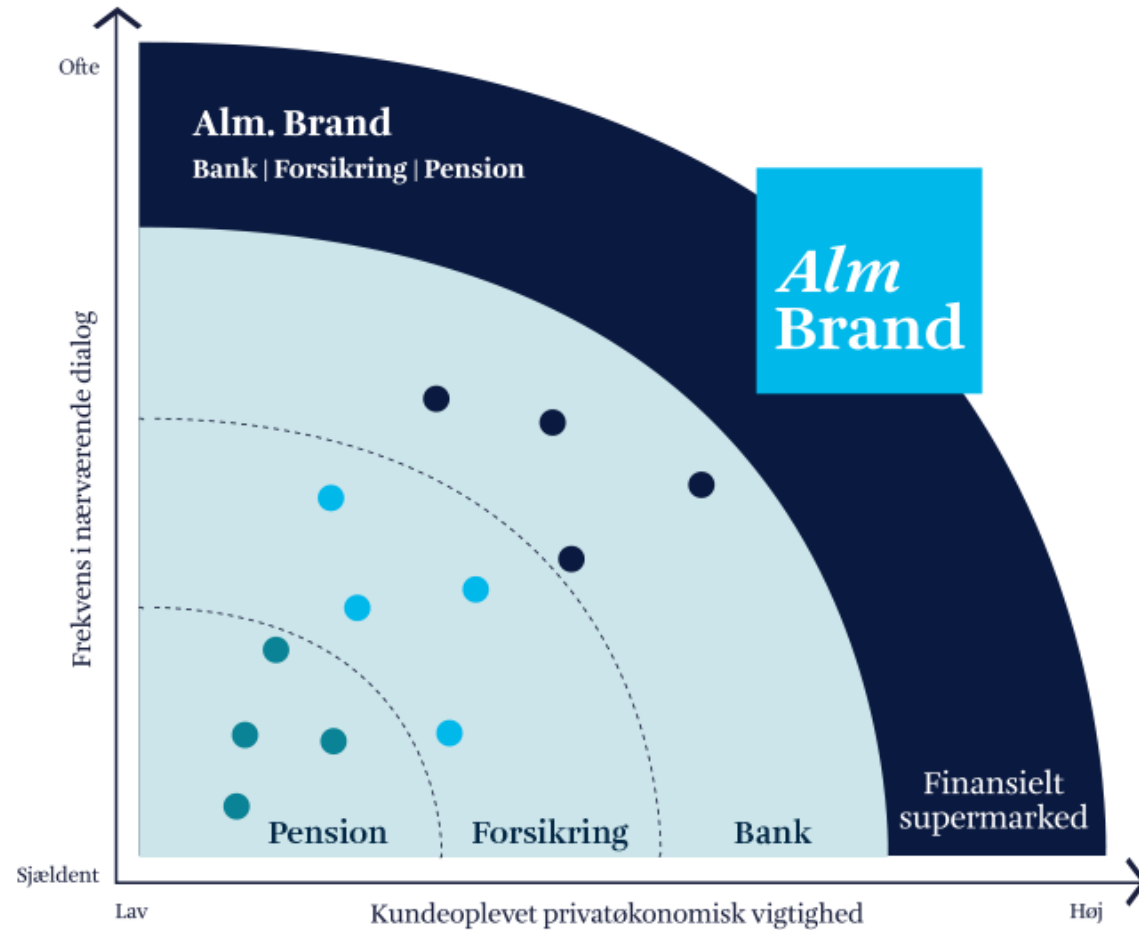 Ofte
Alm. Brand
Bank | Forsikring | Pension
Alm
Brand
Frekvens i nærværende dialog
Finansielt
supermarked
Pension
Forsikring
Bank
Sjældent
Lav
Kundeoplevet privatøkonomisk vigtighed
Høj